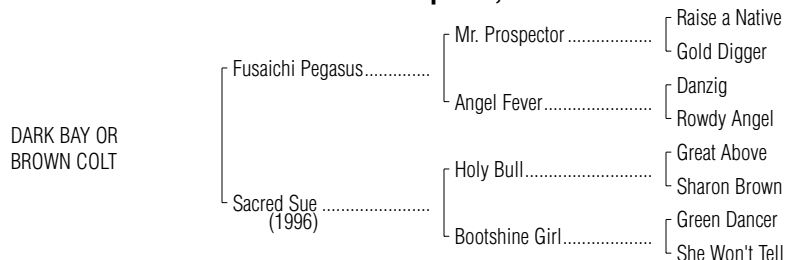 Raise a Native
Mr. Prospector
Gold Digger
Fusaichi Pegasus
Danzig
Angel Fever
Rowdy Angel
DARK BAY OR
BROWN COLT
Great Above
Holy Bull
Sharon Brown
Sacred Sue
(1996)
Green Dancer
Bootshine Girl
She Won't Tell